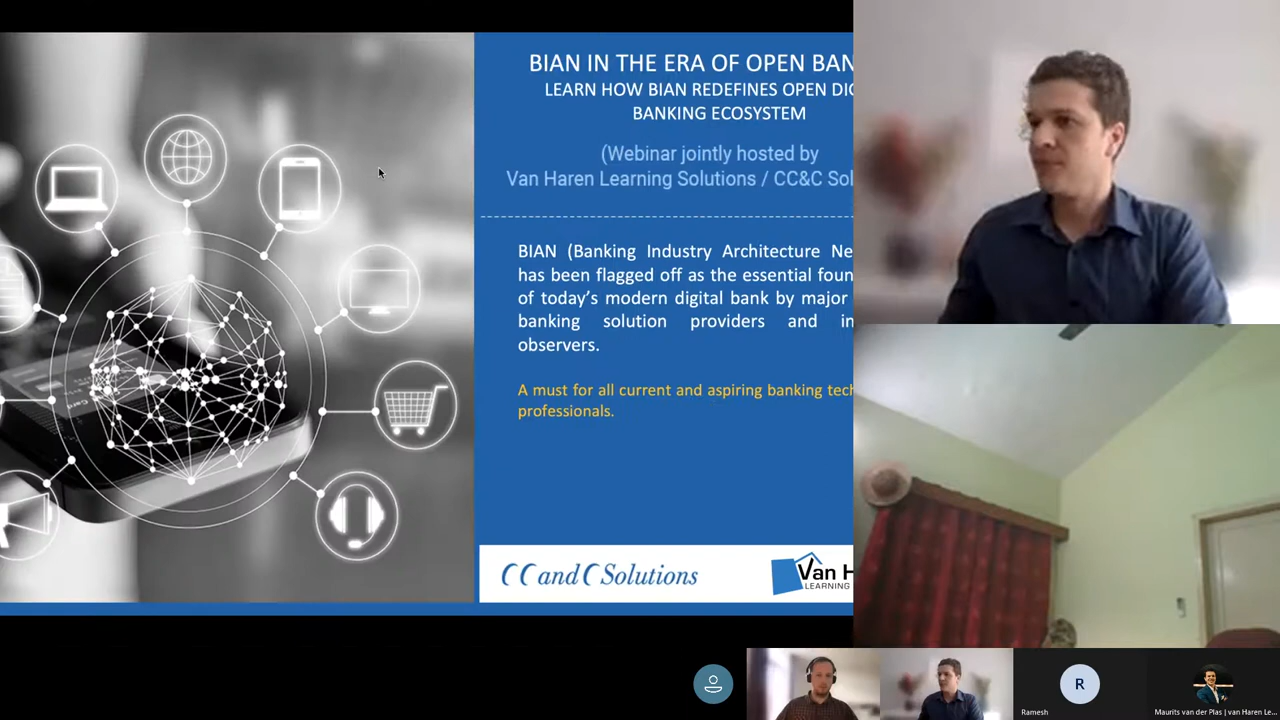 BIAN IN THE ERA OF OPEN BAN
LEARN HOW BIAN REDEFINES OPEN DIG
BANKING ECOSYSTEM
(Webinar jointly hosted by
Van Haren Learning Solutions / CC&C Sol
BIAN (Banking Industry Architecture Ne
has been flagged off as the essential foun
of today's modern digital bank by major
banking solution providers and in
observers.
A must for all current and aspiring banking tech
professionals.
CC and C Solutions
Van H
LEARNING
R
Ramesh
Maurits van der Plas | van Haren Le...